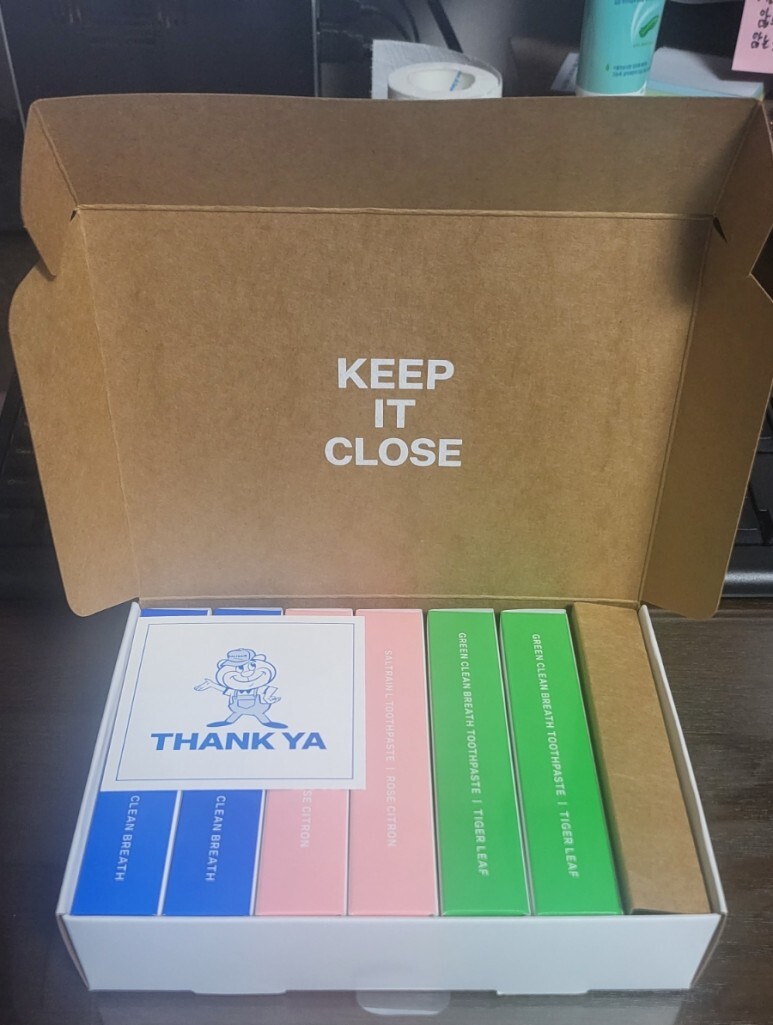 KEEP
IT
CLOSE
THANK YA
CLEAN BREATH
CLEAN BREATH
SE CITRON
SALTRAIN L TOOTHPASTE | ROSE CITRON
GREEN CLEAN BREATH TOOTHPASTE | TIGER LEAF
GREEN CLEAN BREATH TOOTHPASTE | TIGER LEAF